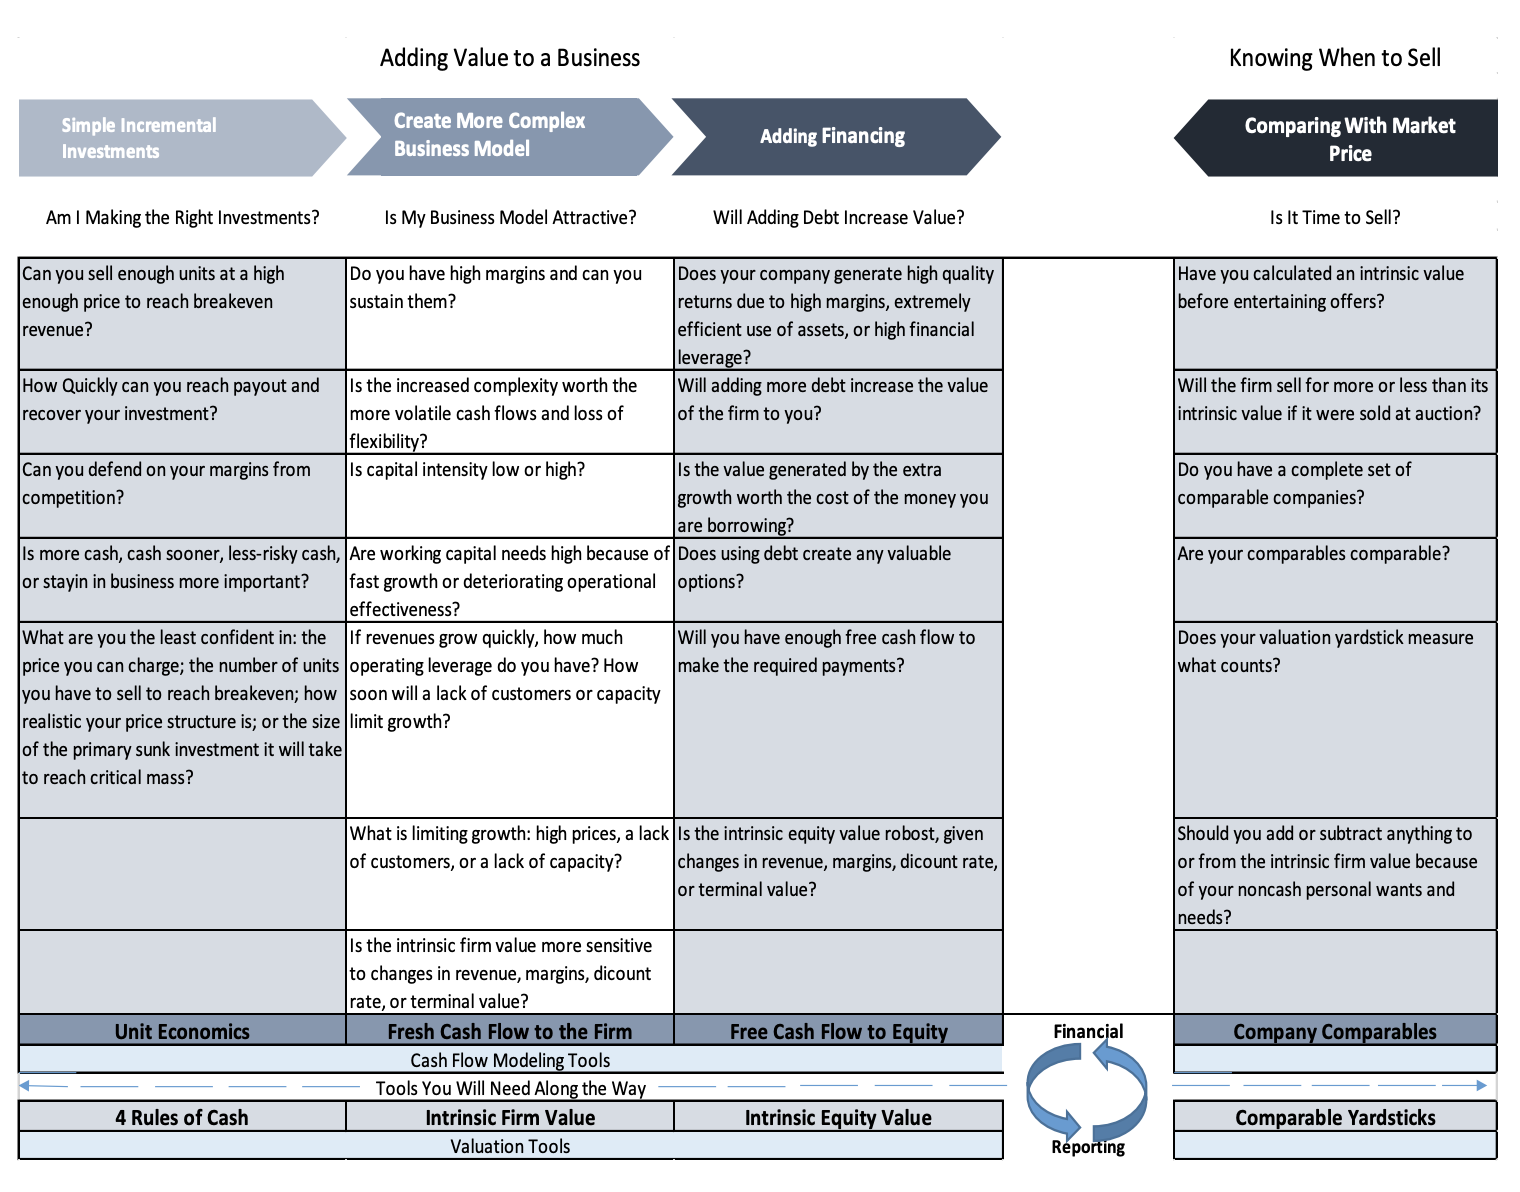 Adding Value to a Business
Knowing When to Sell
Simple Incremental
Investments
Create More Complex
Business Model
Adding Financing
Comparing With Market
Price
Am I Making the Right Investments?
Is My Business Model Attractive?
Will Adding Debt Increase Value?
Is It Time to Sell?
Can you sell enough units at a high
enough price to reach breakeven
revenue?
Do you have high margins and can you
sustain them?
Does your company generate high quality
returns due to high margins, extremely
efficient use of assets, or high financial
leverage?
Have you calculated an intrinsic value
before entertaining offers?
How Quickly can you reach payout and
recover your investment?
Is the increased complexity worth the
more volatile cash flows and loss of
flexibility?
Will adding more debt increase the value
of the firm to you?
Will the firm sell for more or less than its
intrinsic value if it were sold at auction?
Can you defend on your margins from
competition?
Is capital intensity low or high?
Is the value generated by the extra
growth worth the cost of the money you
are borrowing?
Do you have a complete set of
comparable companies?
Is more cash, cash sooner, less-risky cash,
or stayin in business more important?
Are working capital needs high because of
fast growth or deteriorating operational
effectiveness?
Does using debt create any valuable
options?
Are your comparables comparable?
What are you the least confident in: the
price you can charge; the number of units
you have to sell to reach breakeven; how
realistic your price structure is; or the size
of the primary sunk investment it will take
to reach critical mass?
If revenues grow quickly, how much
operating leverage do you have? How
soon will a lack of customers or capacity
limit growth?
Will you have enough free cash flow to
make the required payments?
Does your valuation yardstick measure
what counts?
What is limiting growth: high prices, a lack
of customers, or a lack of capacity?
Is the intrinsic equity value robost, given
changes in revenue, margins, dicount rate,
or terminal value?
Should you add or subtract anything to
or from the intrinsic firm value because
of your noncash personal wants and
needs?
Is the intrinsic firm value more sensitive
to changes in revenue, margins, dicount
rate, or terminal value?
Unit Economics
Fresh Cash Flow to the Firm
Free Cash Flow to Equity
Financial
Company Comparables
Cash Flow Modeling Tools
Tools You Will Need Along the Way
4 Rules of Cash
Intrinsic Firm Value
Intrinsic Equity Value
Comparable Yardsticks
Valuation Tools
Reporting